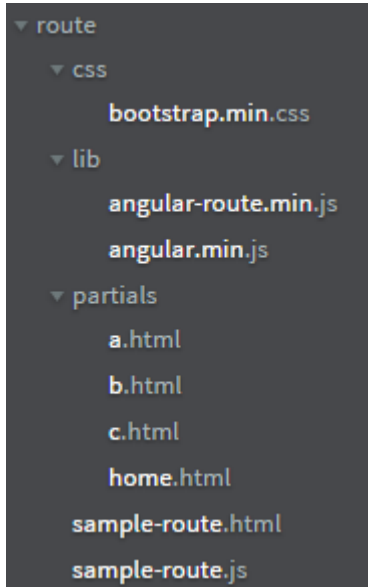 route
css
bootstrap.min.css
lib
angular-route.min.js
angular.min.js
partials
a.html
b.html
c.html
home.html
sample-route.html
sample-route.js